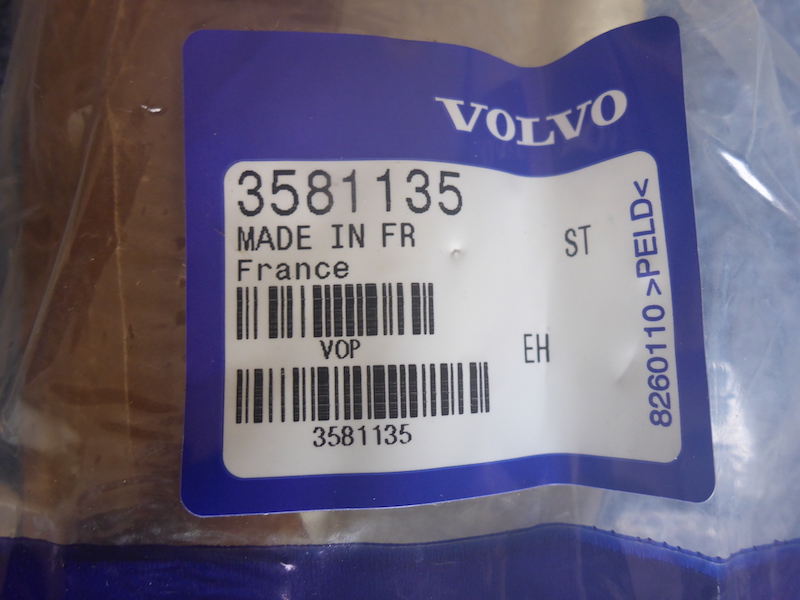 VOLVO
3581135
MADE IN FR
ST
France
VOP
EH
3581135
8260110 >PELD<